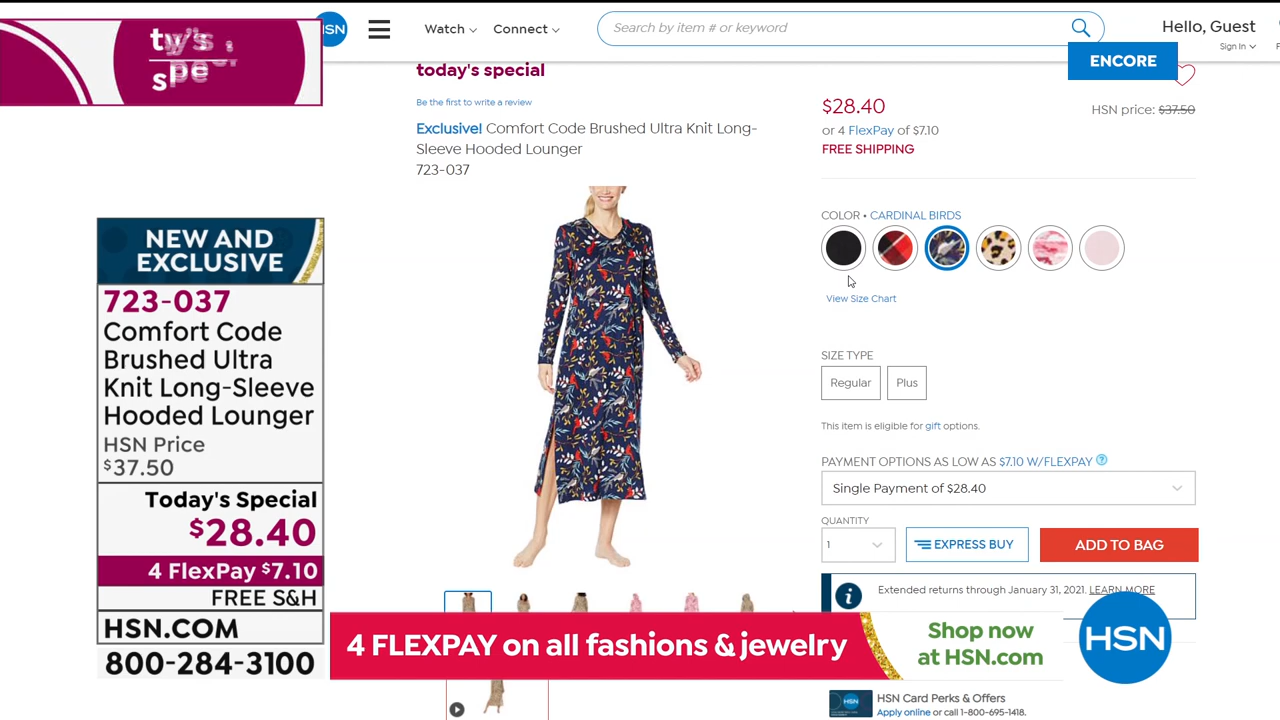 HSN
Watch
Connect
Search by item # or keyword
Hello, Guest
Sign In
ENCORE
today's special
Be the first to write a review
Exclusive! Comfort Code Brushed Ultra Knit Long-
Sleeve Hooded Lounger
723-037
$28.40
HSN price: $37.50
or 4 FlexPay of $7.10
FREE SHIPPING
COLOR • CARDINAL BIRDS
View Size Chart
SIZE TYPE
Regular
Plus
This item is eligible for gift options.
PAYMENT OPTIONS AS LOW AS $7.10 W/FLEXPAY ?
Single Payment of $28.40
QUANTITY
1
EXPRESS BUY
ADD TO BAG
i
Extended returns through January 31, 2021. LEARN MORE
HSN
HSN Card Perks & Offers
Apply online or call 1-800-695-1418.
NEW AND
EXCLUSIVE
723-037
Comfort Code
Brushed Ultra
Knit Long-Sleeve
Hooded Lounger
HSN Price
$37.50
Today's Special
$28.40
4 FlexPay $7.10
FREE S&H
HSN.COM
800-284-3100
4 FLEXPAY on all fashions & jewelry
Shop now
at HSN.com
HSN